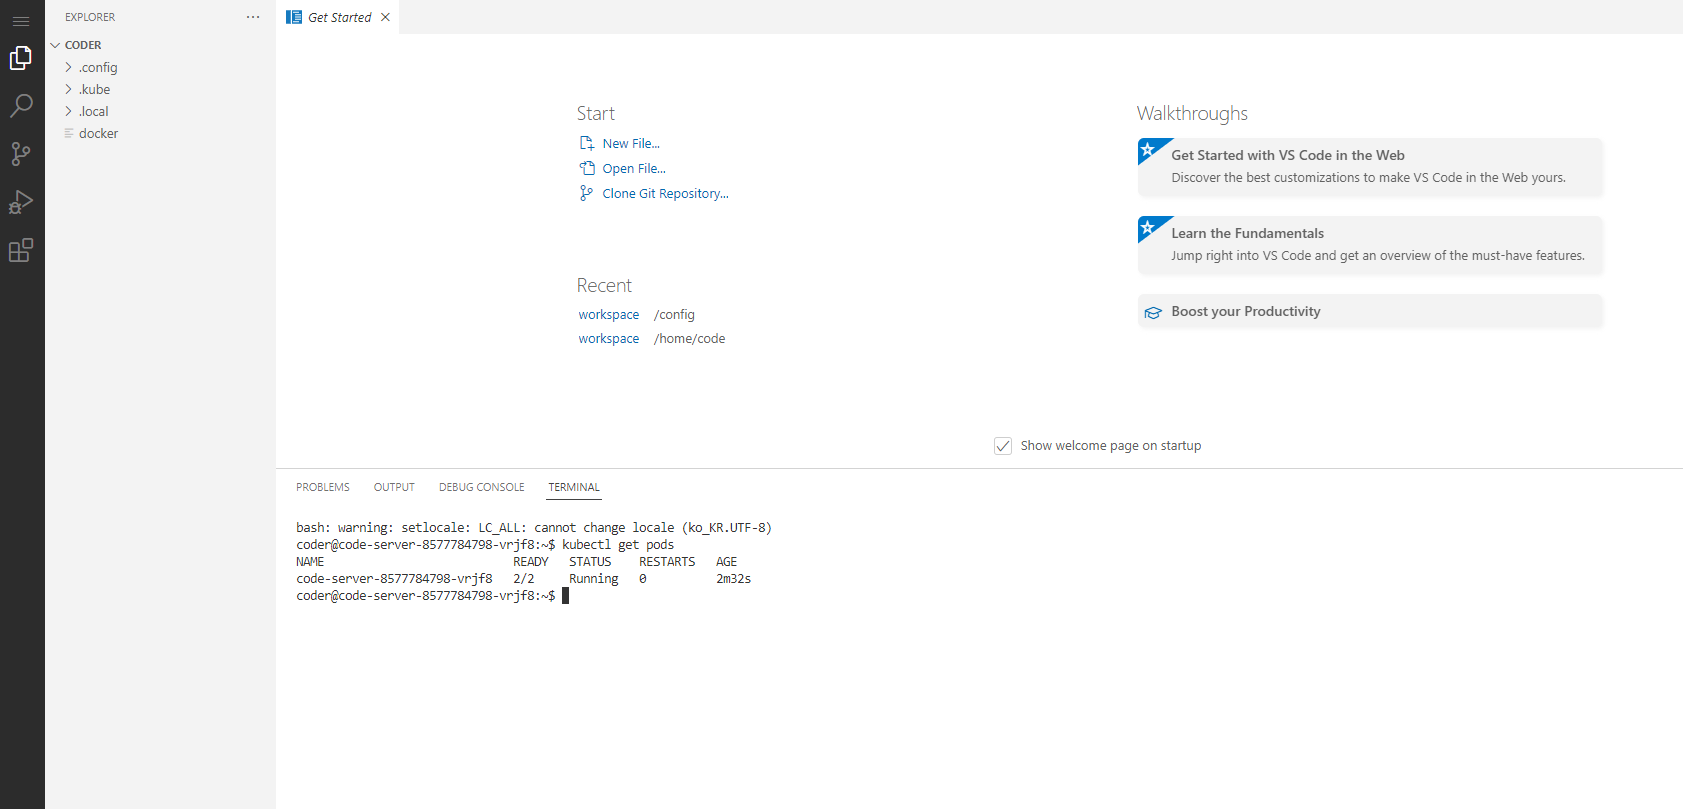 EXPLORER
CODER
.config
.kube
.local
docker
Get Started
Start
New File...
Open File...
Clone Git Repository...
Recent
workspace /config
workspace /home/code
Walkthroughs
Get Started with VS Code in the Web
Discover the best customizations to make VS Code in the Web yours.
Learn the Fundamentals
Jump right into VS Code and get an overview of the must-have features.
Boost your Productivity
Show welcome page on startup
PROBLEMS OUTPUT DEBUG CONSOLE TERMINAL
bash: warning: setlocale: LC_ALL: cannot change locale (ko_KR.UTF-8)
coder@code-server-8577784798-vrjf8:~$ kubectl get pods
NAME READY STATUS RESTARTS AGE
code-server-8577784798-vrjf8 2/2 Running 0 2m32s
coder@code-server-8577784798-vrjf8:~$